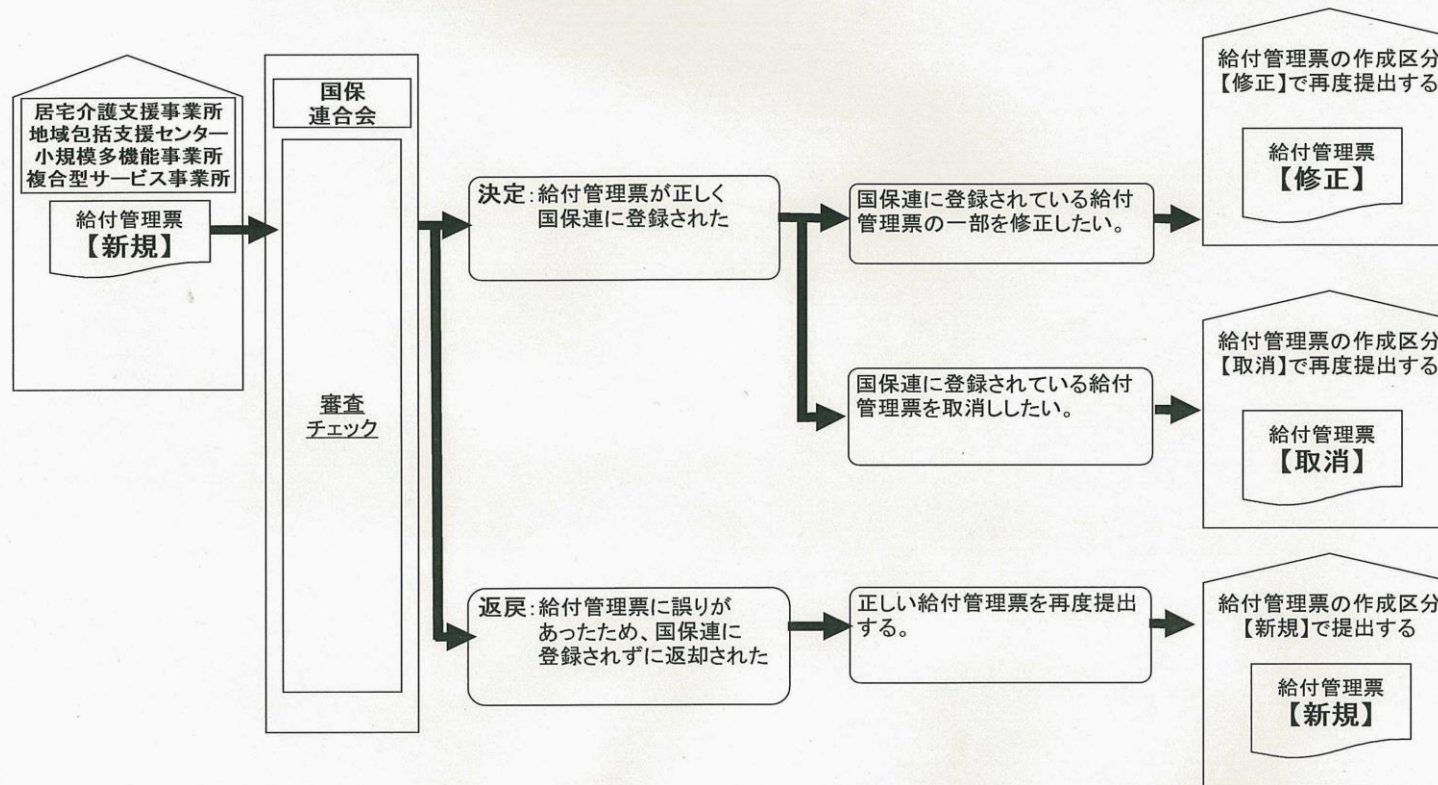 居宅介護支援事業所
地域包括支援センター
小規模多機能事業所
複合型サービス事業所
給付管理票
【新規】
国保
連合会
審査
チェック
決定:給付管理票が正しく
国保連に登録された
返戻:給付管理票に誤りが
あったため、国保連に
登録されずに返却された
国保連に登録されている給付
管理票の一部を修正したい。
国保連に登録されている給付
管理票を取消ししたい。
正しい給付管理票を再度提出
する。
給付管理票の作成区分
【修正】で再度提出する
給付管理票
【修正】
給付管理票の作成区分
【取消】で再度提出する
給付管理票
【取消】
給付管理票の作成区分
【新規】で提出する
給付管理票
【新規】